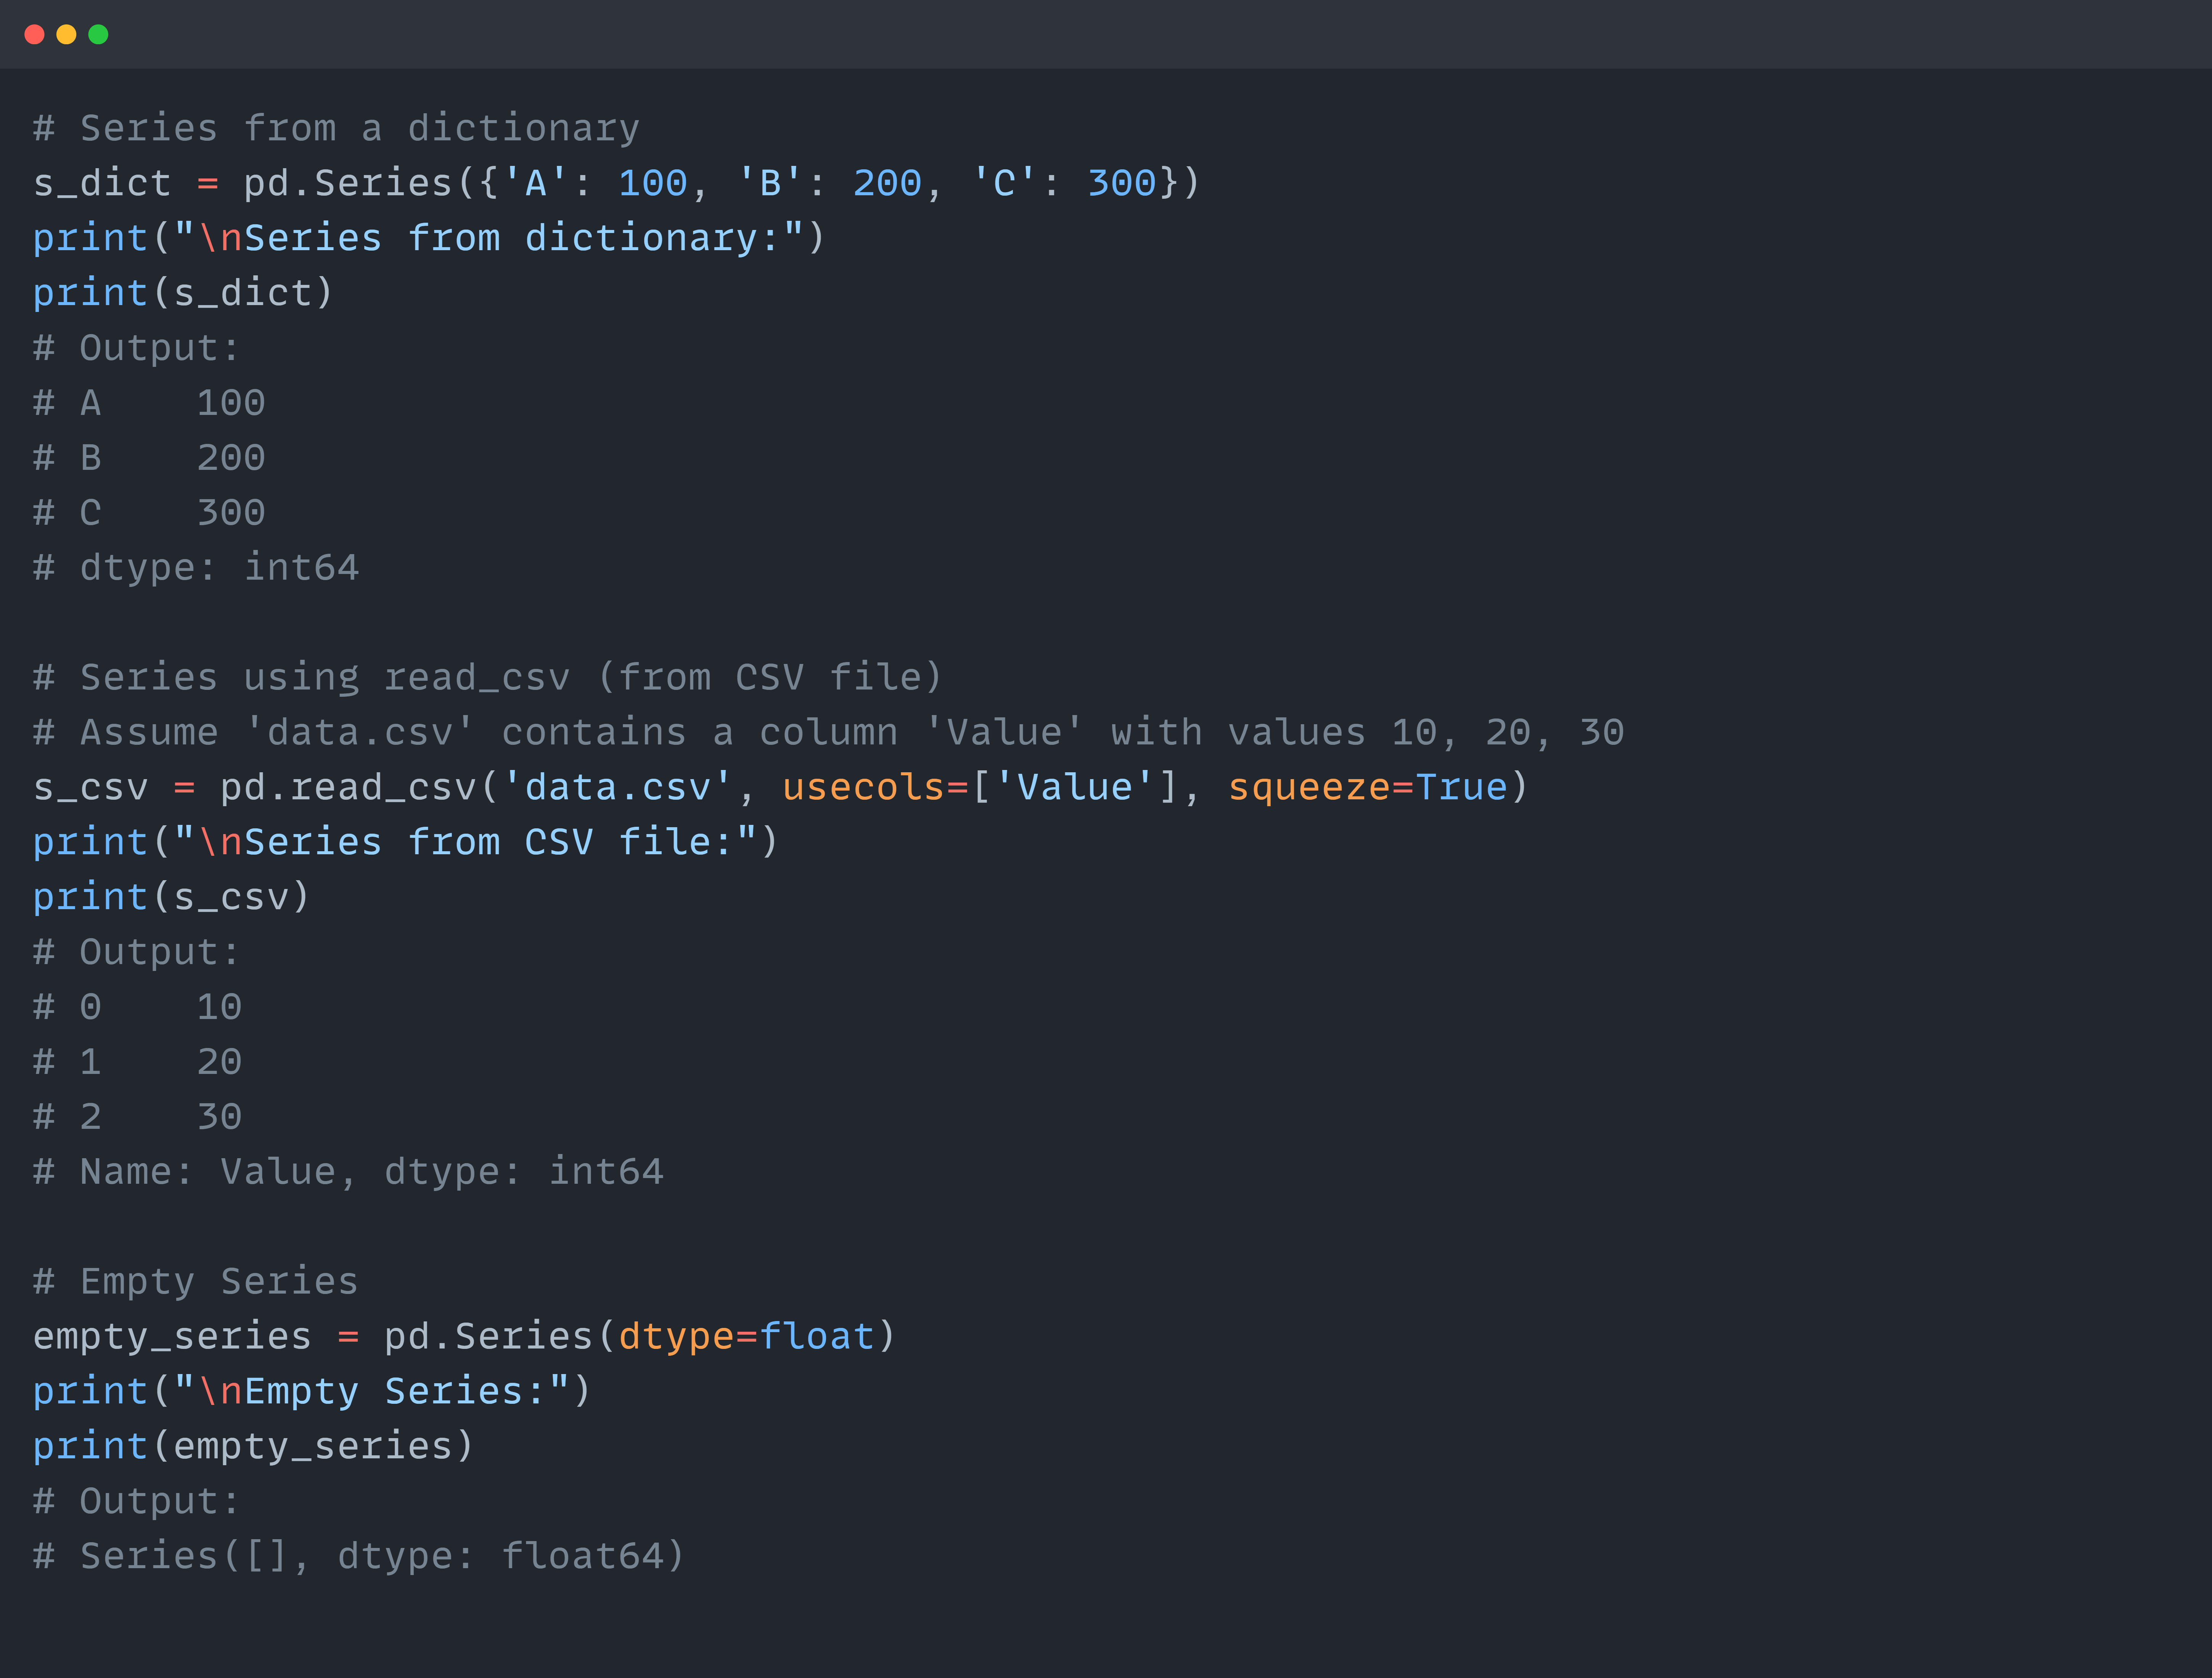 # Series from a dictionary
s_dict = pd.Series({'A': 100, 'B': 200, 'C': 300})
print("\nSeries from dictionary:")
print(s_dict)
# Output:
# A    100
# B    200
# C    300
# dtype: int64

# Series using read_csv (from CSV file)
# Assume 'data.csv' contains a column 'Value' with values 10, 20, 30
s_csv = pd.read_csv('data.csv', usecols=['Value'], squeeze=True)
print("\nSeries from CSV file:")
print(s_csv)
# Output:
# 0    10
# 1    20
# 2    30
# Name: Value, dtype: int64

# Empty Series
empty_series = pd.Series(dtype=float)
print("\nEmpty Series:")
print(empty_series)
# Output:
# Series([], dtype: float64)